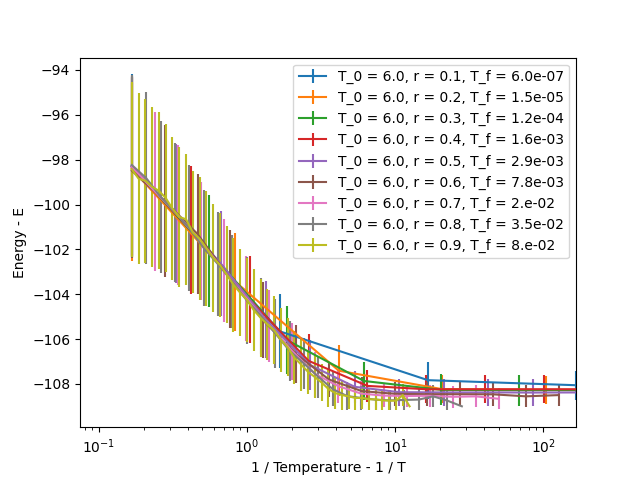 −94
−96
−98
−100
−102
−104
−106
−108
Energy - E
T_0 = 6.0, r = 0.1, T_f = 6.0e-07
T_0 = 6.0, r = 0.2, T_f = 1.5e-05
T_0 = 6.0, r = 0.3, T_f = 1.2e-04
T_0 = 6.0, r = 0.4, T_f = 1.6e-03
T_0 = 6.0, r = 0.5, T_f = 2.9e-03
T_0 = 6.0, r = 0.6, T_f = 7.8e-03
T_0 = 6.0, r = 0.7, T_f = 2.e-02
T_0 = 6.0, r = 0.8, T_f = 3.5e-02
T_0 = 6.0, r = 0.9, T_f = 8.e-02
10⁻¹ 10⁰ 10¹ 10²
1 / Temperature - 1 / T